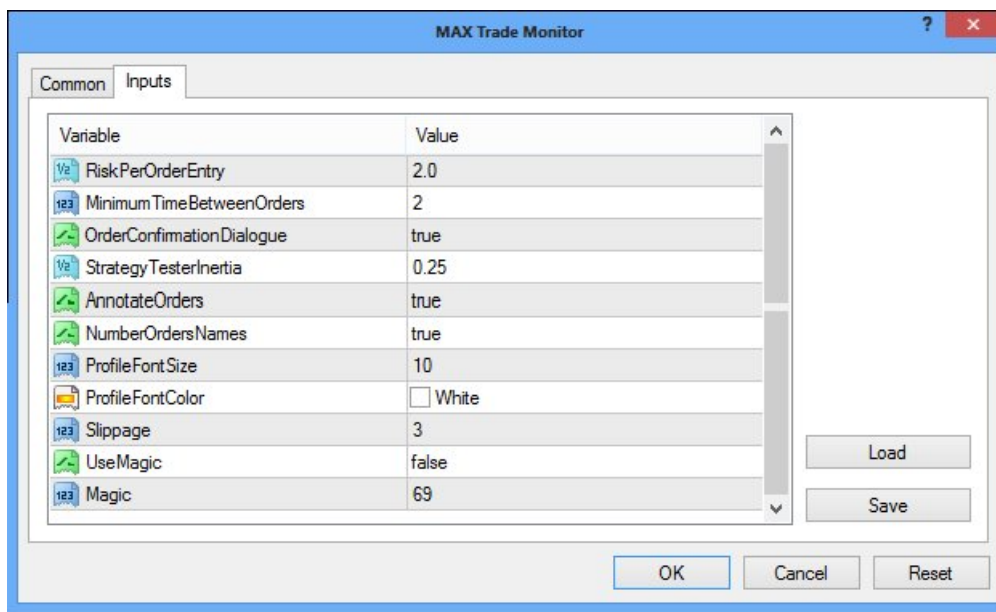 MAX Trade Monitor
?
Common Inputs
Variable Value
RiskPerOrderEntry 2.0
MinimumTimeBetweenOrders 2
OrderConfirmationDialogue true
StrategyTesterInertia 0.25
AnnotateOrders true
NumberOrdersNames true
ProfileFontSize 10
ProfileFontColor White
Slippage 3
UseMagic false
Magic 69
Load
Save
OK Cancel Reset